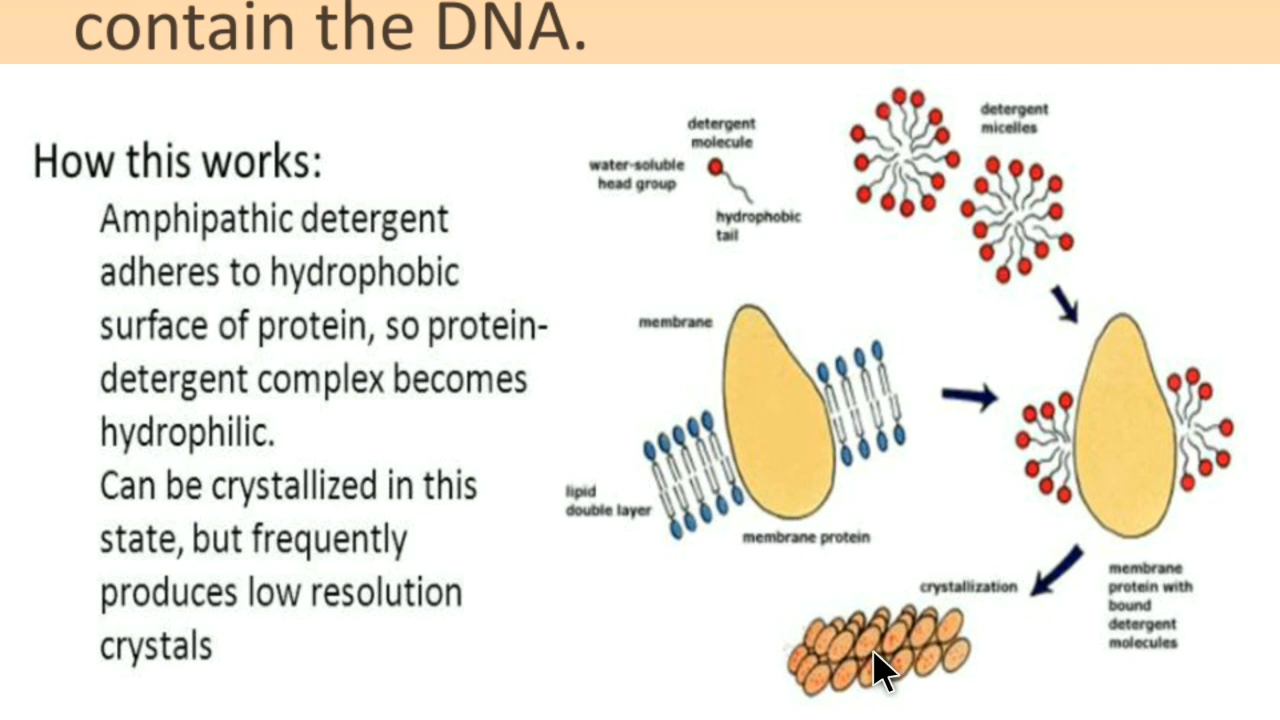 contain the DNA.
How this works:
Amphipathic detergent
adheres to hydrophobic
surface of protein, so protein-
detergent complex becomes
hydrophilic.
Can be crystallized in this
state, but frequently
produces low resolution
crystals
detergent
molecule
water-soluble
head group
hydrophobic
tail
detergent
micelles
membrane
lipid
double layer
membrane protein
crystallization
membrane
protein with
bound
detergent
molecules